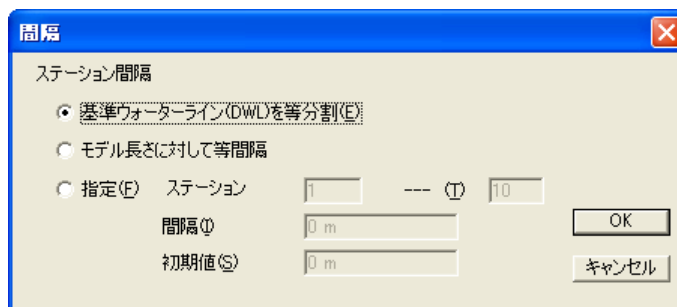 間隔
ステーション間隔
基準ウォーターライン(DWL)を等分割(E)
モデル長さに対して等間隔
指定(F) ステーション 1 --- (T) 10
間隔(I) 0 m
OK
初期値(S) 0 m
キャンセル